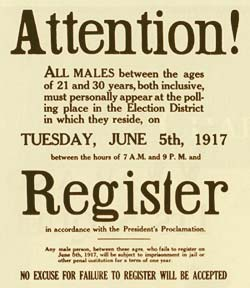 Attention!
ALL MALES between the ages
of 21 and 30 years, both inclusive,
must personally appear at the poll-
ing place in the Election District
in which they reside, on
TUESDAY, JUNE 5th, 1917
between the hours of 7 A.M. and 9 P. M. and
Register
in accordance with the President's Proclamation.
Any male person, between these ages, who fails to register on
June 5th, 1917, will be subject to imprisonment in jail or
other penal institution for a term of one year.
NO EXCUSE FOR FAILURE TO REGISTER WILL BE ACCEPTED